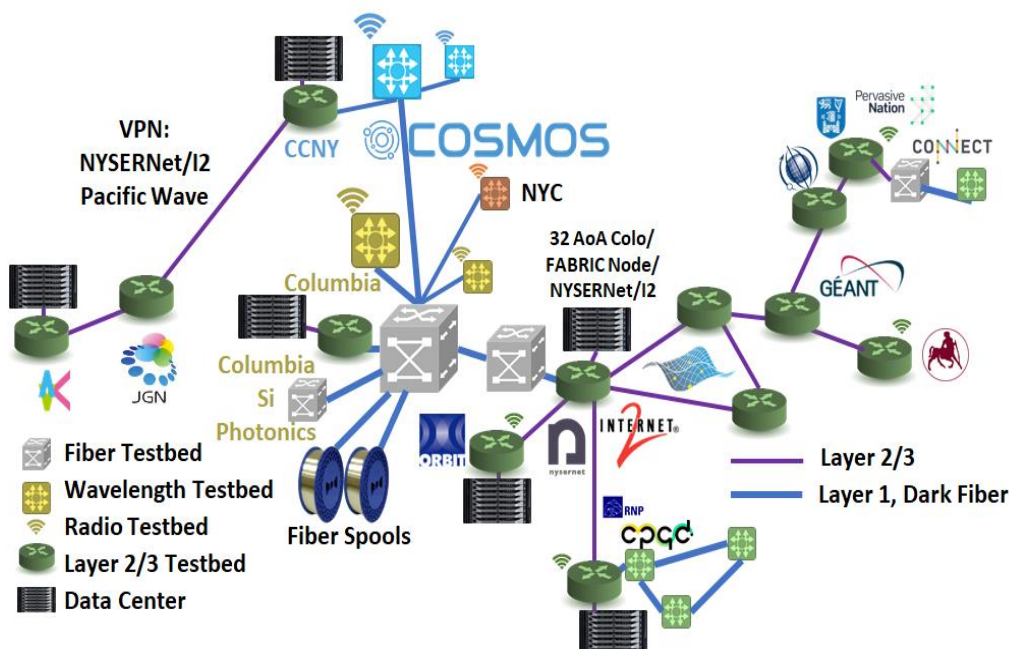 VPN:
NYSERNet/I2
Pacific Wave
CCNY
COSMOS
NYC
Pervasive
Nation
CONNECT
32 AoA Colo/
FABRIC Node/
NYSERNet/I2
GÉANT
Columbia
Columbia
Si
Photonics
JGN
ORBIT
nysernet
INTERNET®
2
Fiber Spools
RNP
cpqd
Fiber Testbed
Wavelength Testbed
Radio Testbed
Layer 2/3 Testbed
Data Center
Layer 2/3
Layer 1, Dark Fiber